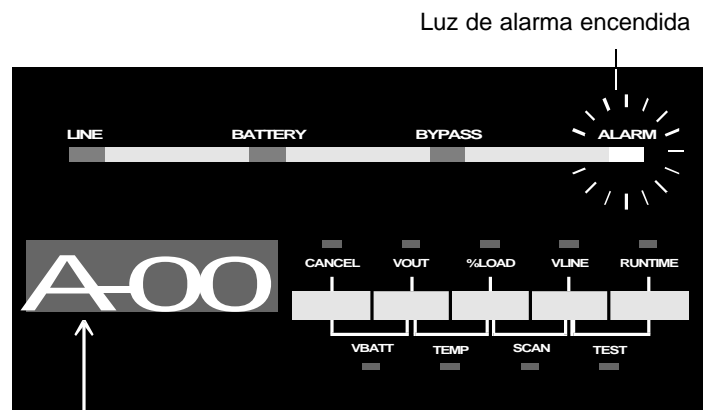 Luz de alarma encendida
LINE BATTERY BYPASS ALARM
A-00
CANCEL VOUT %LOAD VLINE RUNTIME
VBATT TEMP SCAN TEST